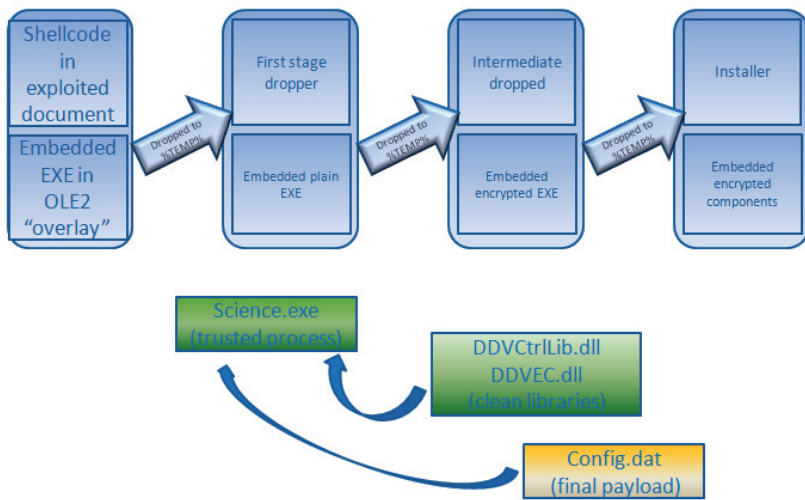 Shellcode
in
exploited
document
Embedded
EXE in
OLE2
“overlay”
Dropped to
%TEMP%
First stage
dropper
Embedded plain
EXE
Dropped to
%TEMP%
Intermediate
dropped
Embedded
encrypted EXE
Dropped to
%TEMP%
Installer
Embedded
encrypted
components
Science.exe
(trusted process)
DDVCtrlLib.dll
DDVEC.dll
(clean libraries)
Config.dat
(final payload)